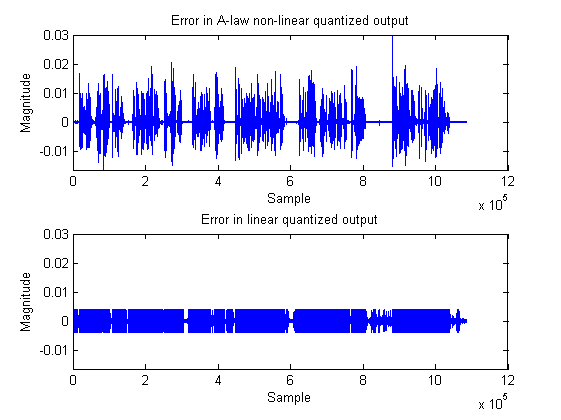 Error in A-law non-linear quantized output
0.03
0.02
0.01
0
-0.01
Magnitude
0 2 4 6 8 10 12
Sample
x 10^5
Error in linear quantized output
0.03
0.02
0.01
0
-0.01
Magnitude
0 2 4 6 8 10 12
Sample
x 10^5